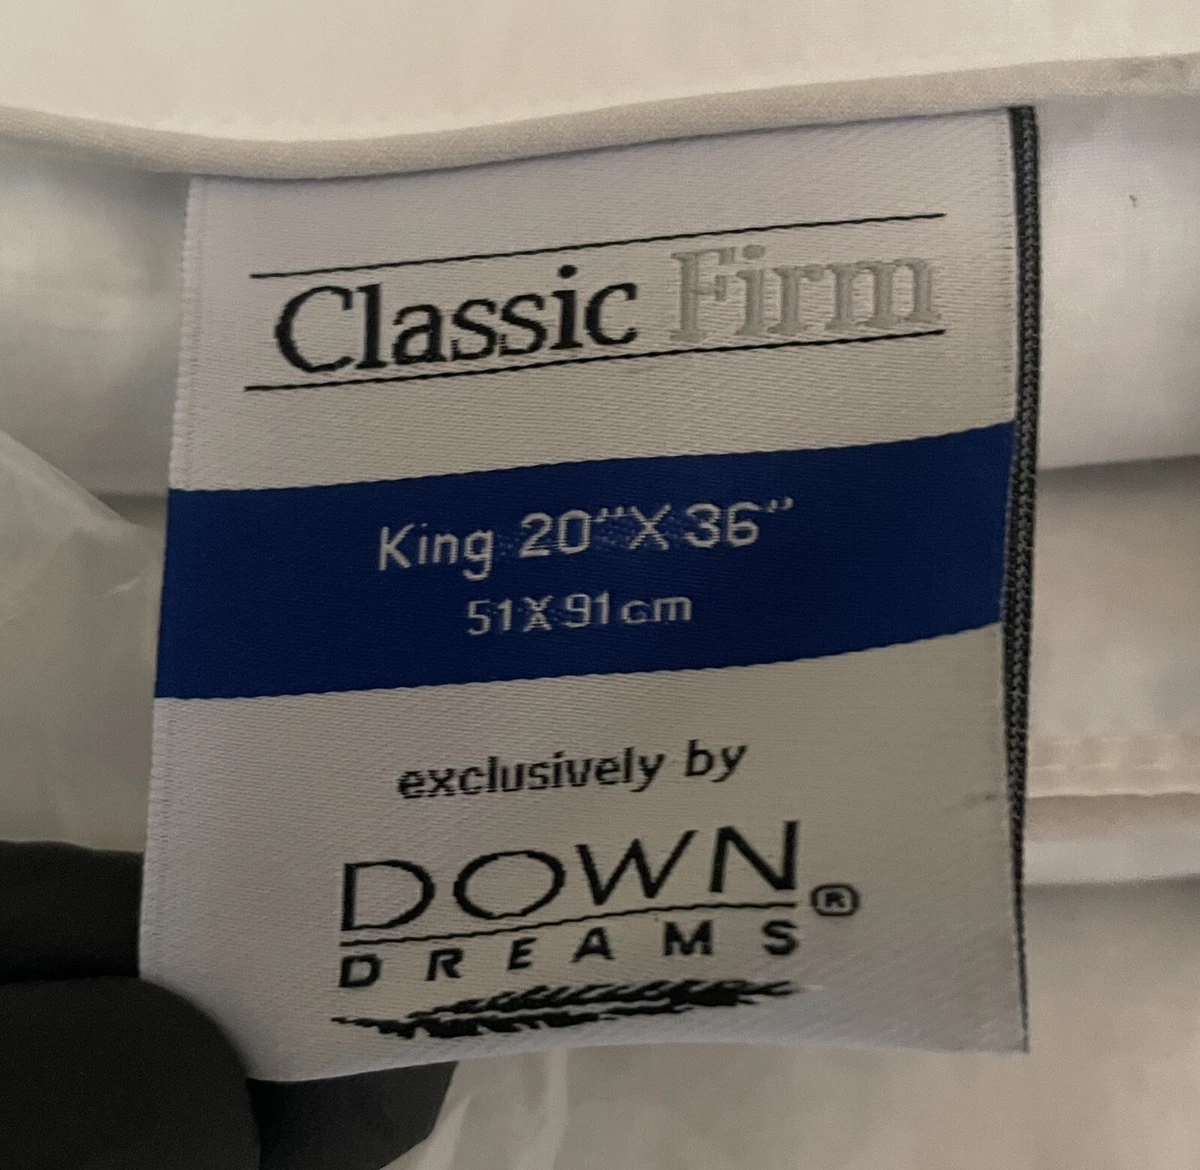 Classic Firm
King 20"X 36"
51X91cm
exclusively by
DOWN
DREAMS®